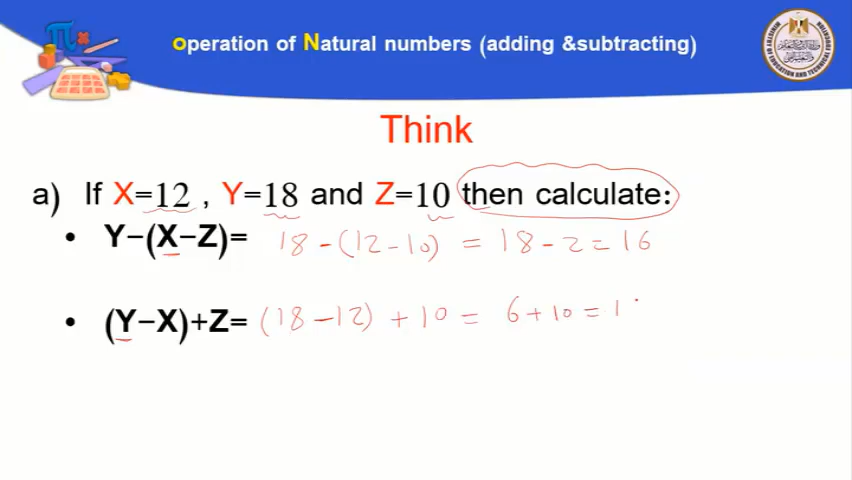 operation of Natural numbers (adding &subtracting)
Think
a) If X=12 , Y=18 and Z=10 then calculate:
• Y−(X−Z)= 18 - (12 - 10) = 18 - 2 = 16
• (Y−X)+Z= (18 - 12) + 10 = 6 + 10 = 1